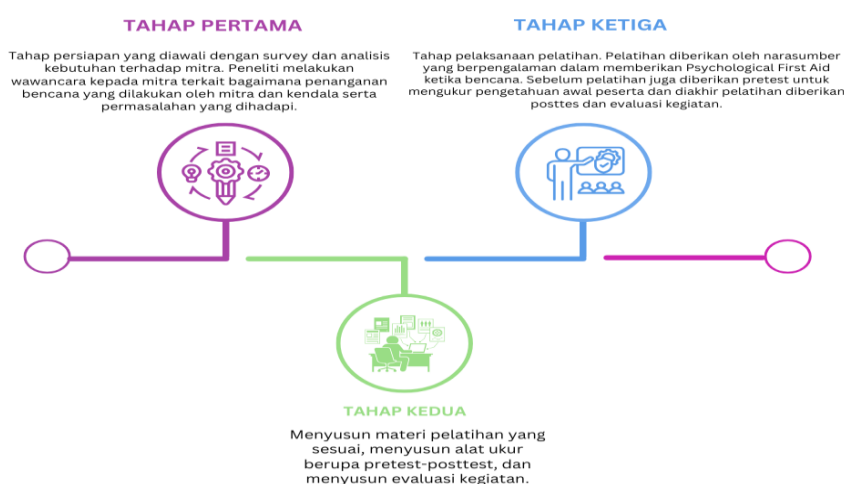 TAHAP PERTAMA
Tahap persiapan yang diawali dengan survey dan analisis
kebutuhan terhadap mitra. Peneliti melakukan
wawancara kepada mitra terkait bagaimana penanganan
bencana yang dilakukan oleh mitra dan kendala serta
permasalahan yang dihadapi.
TAHAP KETIGA
Tahap pelaksanaan pelatihan. Pelatihan diberikan oleh narasumber
yang berpengalaman dalam memberikan Psychological First Aid
ketika bencana. Sebelum pelatihan juga diberikan pretest untuk
mengukur pengetahuan awal peserta dan diakhir pelatihan diberikan
posttes dan evaluasi kegiatan.
TAHAP KEDUA
Menyusun materi pelatihan yang
sesuai, menyusun alat ukur
berupa pretest-posttest, dan
menyusun evaluasi kegiatan.